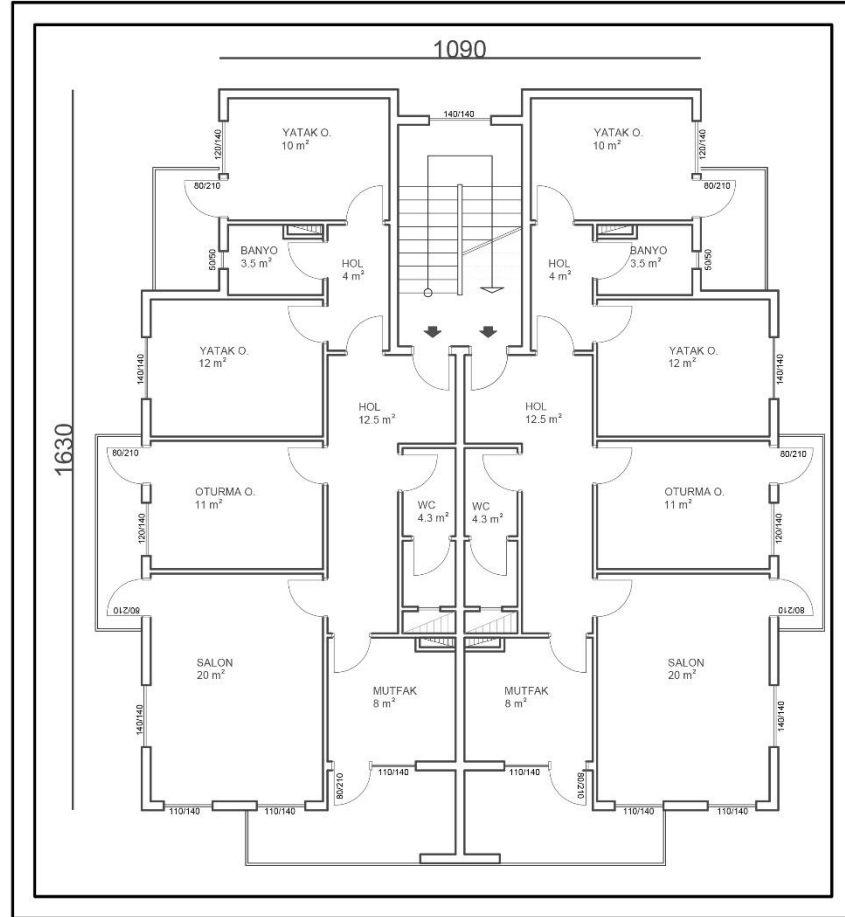 1090
140/140
YATAK O.
10 m²
YATAK O.
10 m²
120/140
120/140
80/210
80/210
BANYO
3.5 m²
HOL
4 m²
HOL
4 m²
BANYO
3.5 m²
50/50
50/50
YATAK O.
12 m²
YATAK O.
12 m²
140/140
140/140
HOL
12.5 m²
HOL
12.5 m²
1630
80/210
80/210
OTURMA O.
11 m²
WC
4.3 m²
WC
4.3 m²
OTURMA O.
11 m²
120/140
120/140
80/210
80/210
SALON
20 m²
SALON
20 m²
MUTFAK
8 m²
MUTFAK
8 m²
140/140
140/140
80/210
110/140
110/140
80/210
110/140
110/140
110/140
110/140